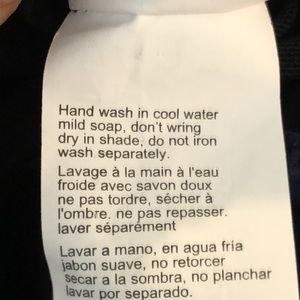 Hand wash in cool water
mild soap, don't wring
dry in shade, do not iron
wash separately.
Lavage à la main à l'eau
froide avec savon doux
ne pas tordre, sécher à
l'ombre. ne pas repasser.
laver séparément
Lavar a mano, en agua fria
jabon suave, no retorcer
secar a la sombra, no planchar
lavar por separado.